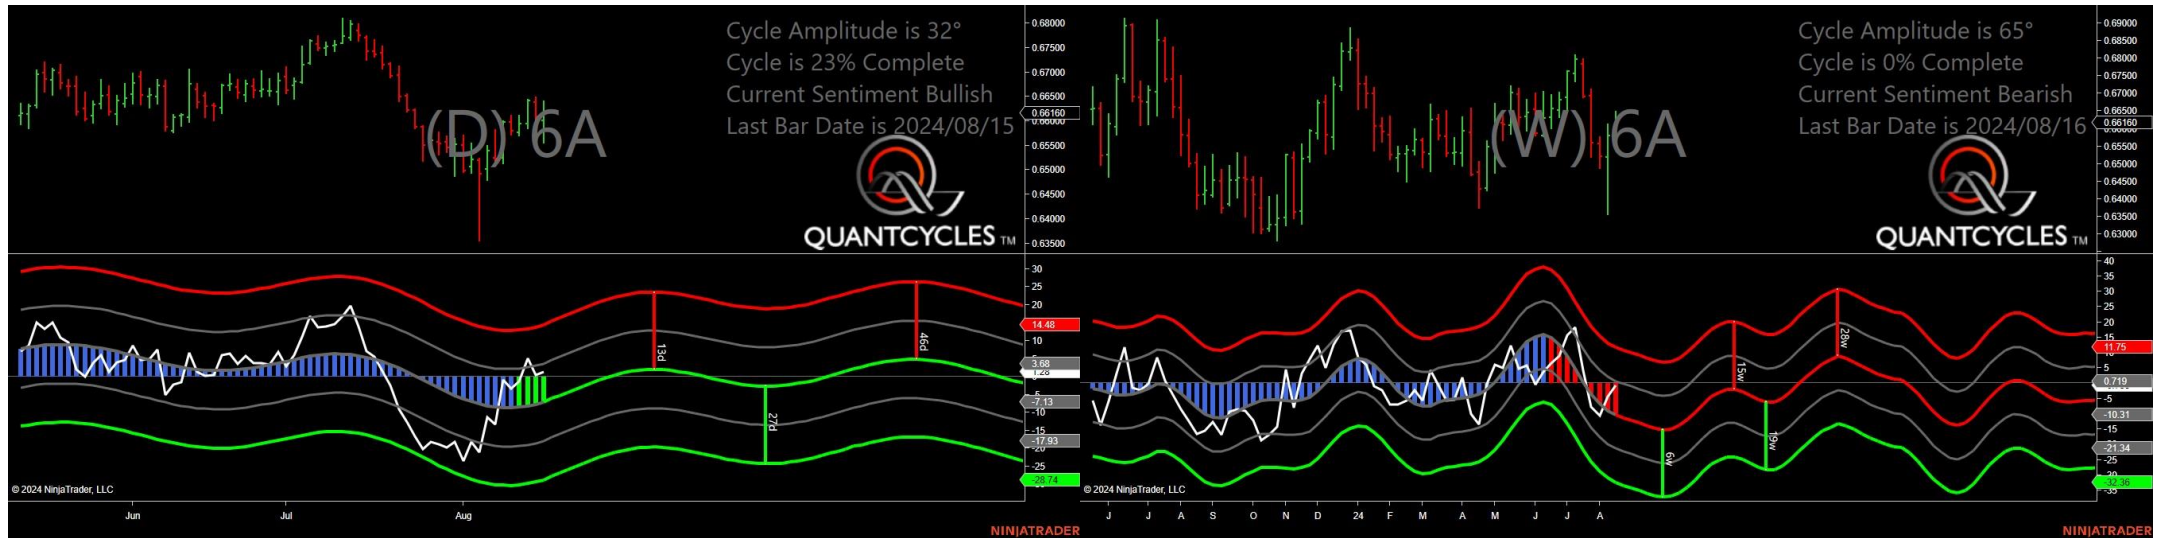 Cycle Amplitude is 32°
Cycle is 23% Complete
Current Sentiment Bullish
Last Bar Date is 2024/08/15
(D) 6A
QUANTCYCLES TM
0.68000
0.67500
0.67000
0.66500
0.66160
0.66000
0.65500
0.65000
0.64500
0.64000
0.63500
30
25
20
14.48
10
3.68
1.28
-7.13
-10
-15
-17.93
-20
-25
-28.74
13d
46d
27d
© 2024 NinjaTrader, LLC
Jun
Jul
Aug
NINJATRADER
Cycle Amplitude is 65°
Cycle is 0% Complete
Current Sentiment Bearish
Last Bar Date is 2024/08/16
(W) 6A
QUANTCYCLES TM
0.69000
0.68500
0.68000
0.67500
0.67000
0.66500
0.66160
0.65500
0.65000
0.64500
0.64000
0.63500
0.63000
40
35
30
25
20
15
11.75
5
0.719
-5
-10.31
-15
-21.34
-25
-32.36
-35
15w
28w
6w
19w
© 2024 NinjaTrader, LLC
J
J
A
S
O
N
D
24
F
M
A
M
J
J
A
NINJATRADER